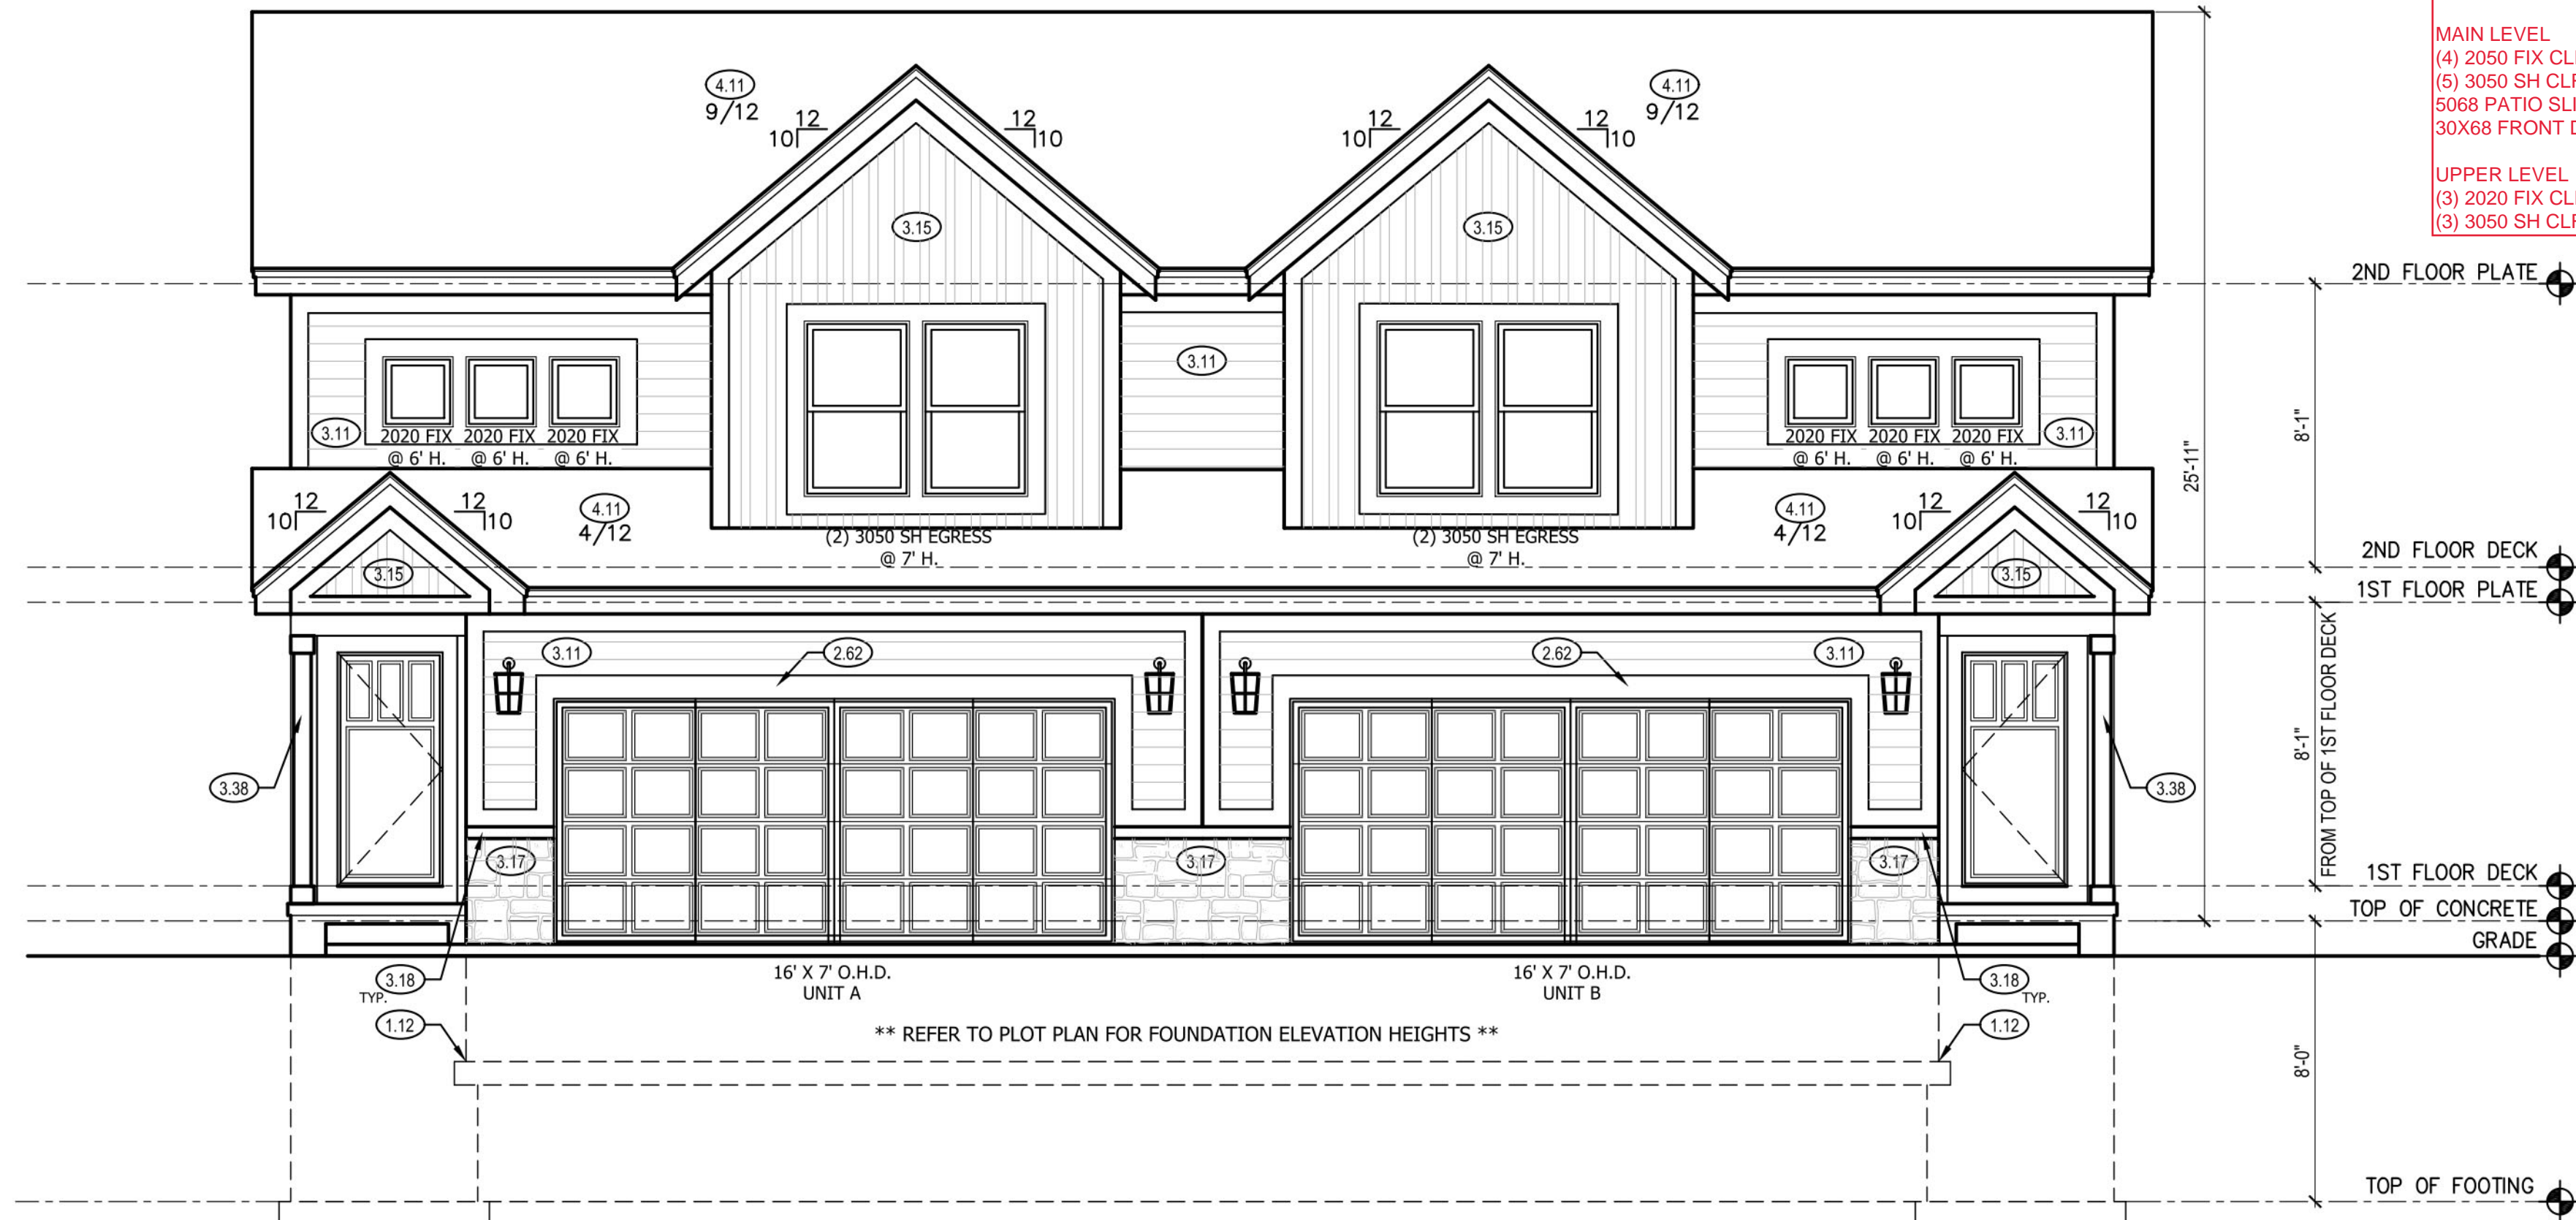 MAIN LEVEL
(4) 2050 FIX
(5) 3050 SH
5068 PATIO
30X68 FRONT
UPPER LEVEL
(3) 2020 FIX
(3) 3050 SH
4.11
9/12
4.11
9/12
12
10
12
10
12
10
12
10
3.15
3.15
2ND FLOOR PLATE
3.11
3.11
3.11
2020 FIX 2020 FIX 2020 FIX
@ 6' H. @ 6' H. @ 6' H.
2020 FIX 2020 FIX 2020 FIX
@ 6' H. @ 6' H. @ 6' H.
8'-1"
25'-11"
12
10
12
10
4.11
4/12
4.11
4/12
12
10
12
10
(2) 3050 SH EGRESS
@ 7' H.
(2) 3050 SH EGRESS
@ 7' H.
2ND FLOOR DECK
3.15
3.15
1ST FLOOR PLATE
3.11
2.62
2.62
3.11
8'-1"
FROM TOP OF 1ST FLOOR DECK
3.38
3.38
3.17
3.17
3.17
1ST FLOOR DECK
TOP OF CONCRETE
GRADE
3.18
TYP.
16' X 7' O.H.D.
UNIT A
16' X 7' O.H.D.
UNIT B
3.18
TYP.
1.12
** REFER TO PLOT PLAN FOR FOUNDATION ELEVATION HEIGHTS **
1.12
8'-0"
TOP OF FOOTING